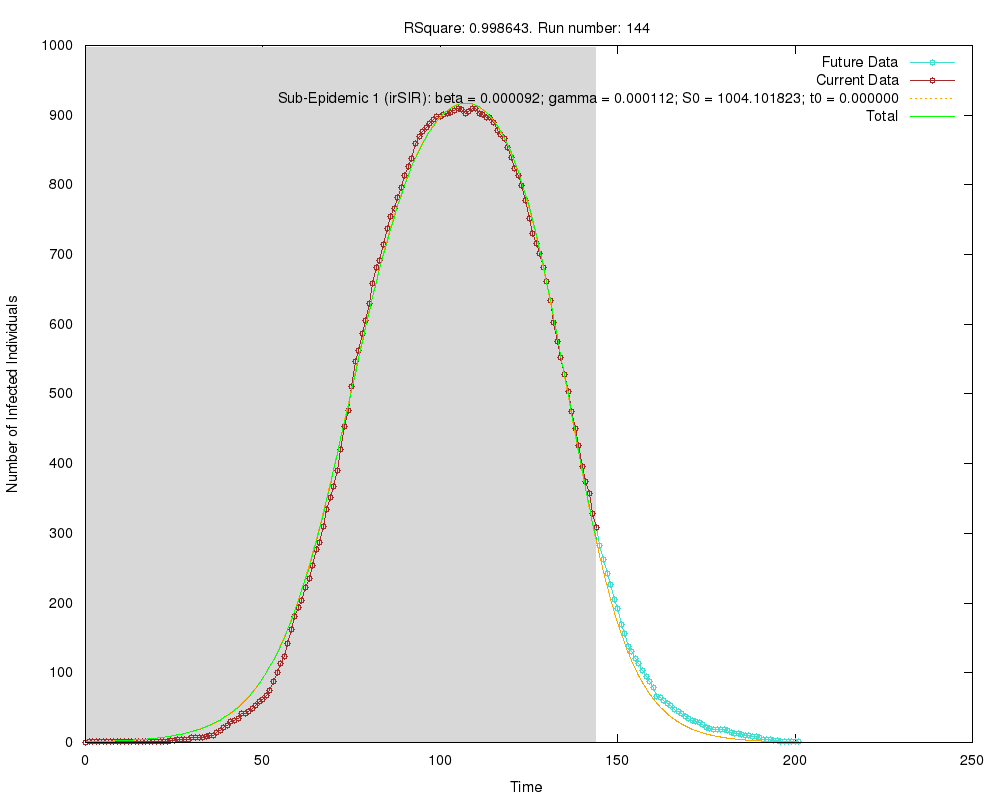 RSquare: 0.998643. Run number: 144
1000
900
800
700
600
500
400
300
200
100
0
Number of Infected Individuals
Future Data
Current Data
Sub-Epidemic 1 (irSIR): beta = 0.000092; gamma = 0.000112; S0 = 1004.101823; t0 = 0.000000
Total
0 50 100 150 200 250
Time